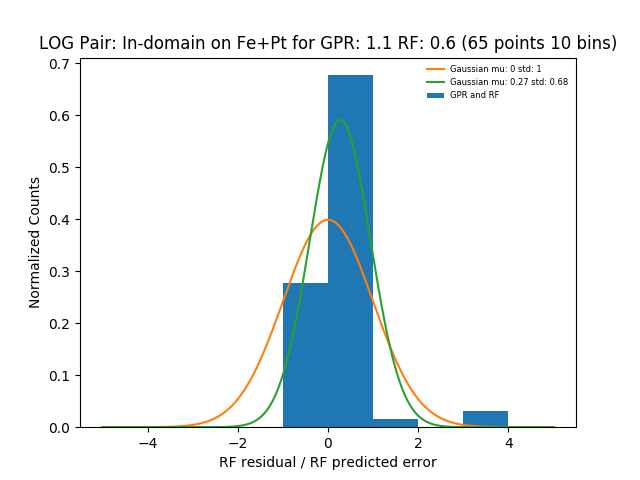 LOG Pair: In-domain on Fe+Pt for GPR: 1.1 RF: 0.6 (65 points 10 bins)
Gaussian mu: 0 std: 1
Gaussian mu: 0.27 std: 0.68
GPR and RF
Normalized Counts
0.7
0.6
0.5
0.4
0.3
0.2
0.1
0.0
−4
−2
0
2
4
RF residual / RF predicted error